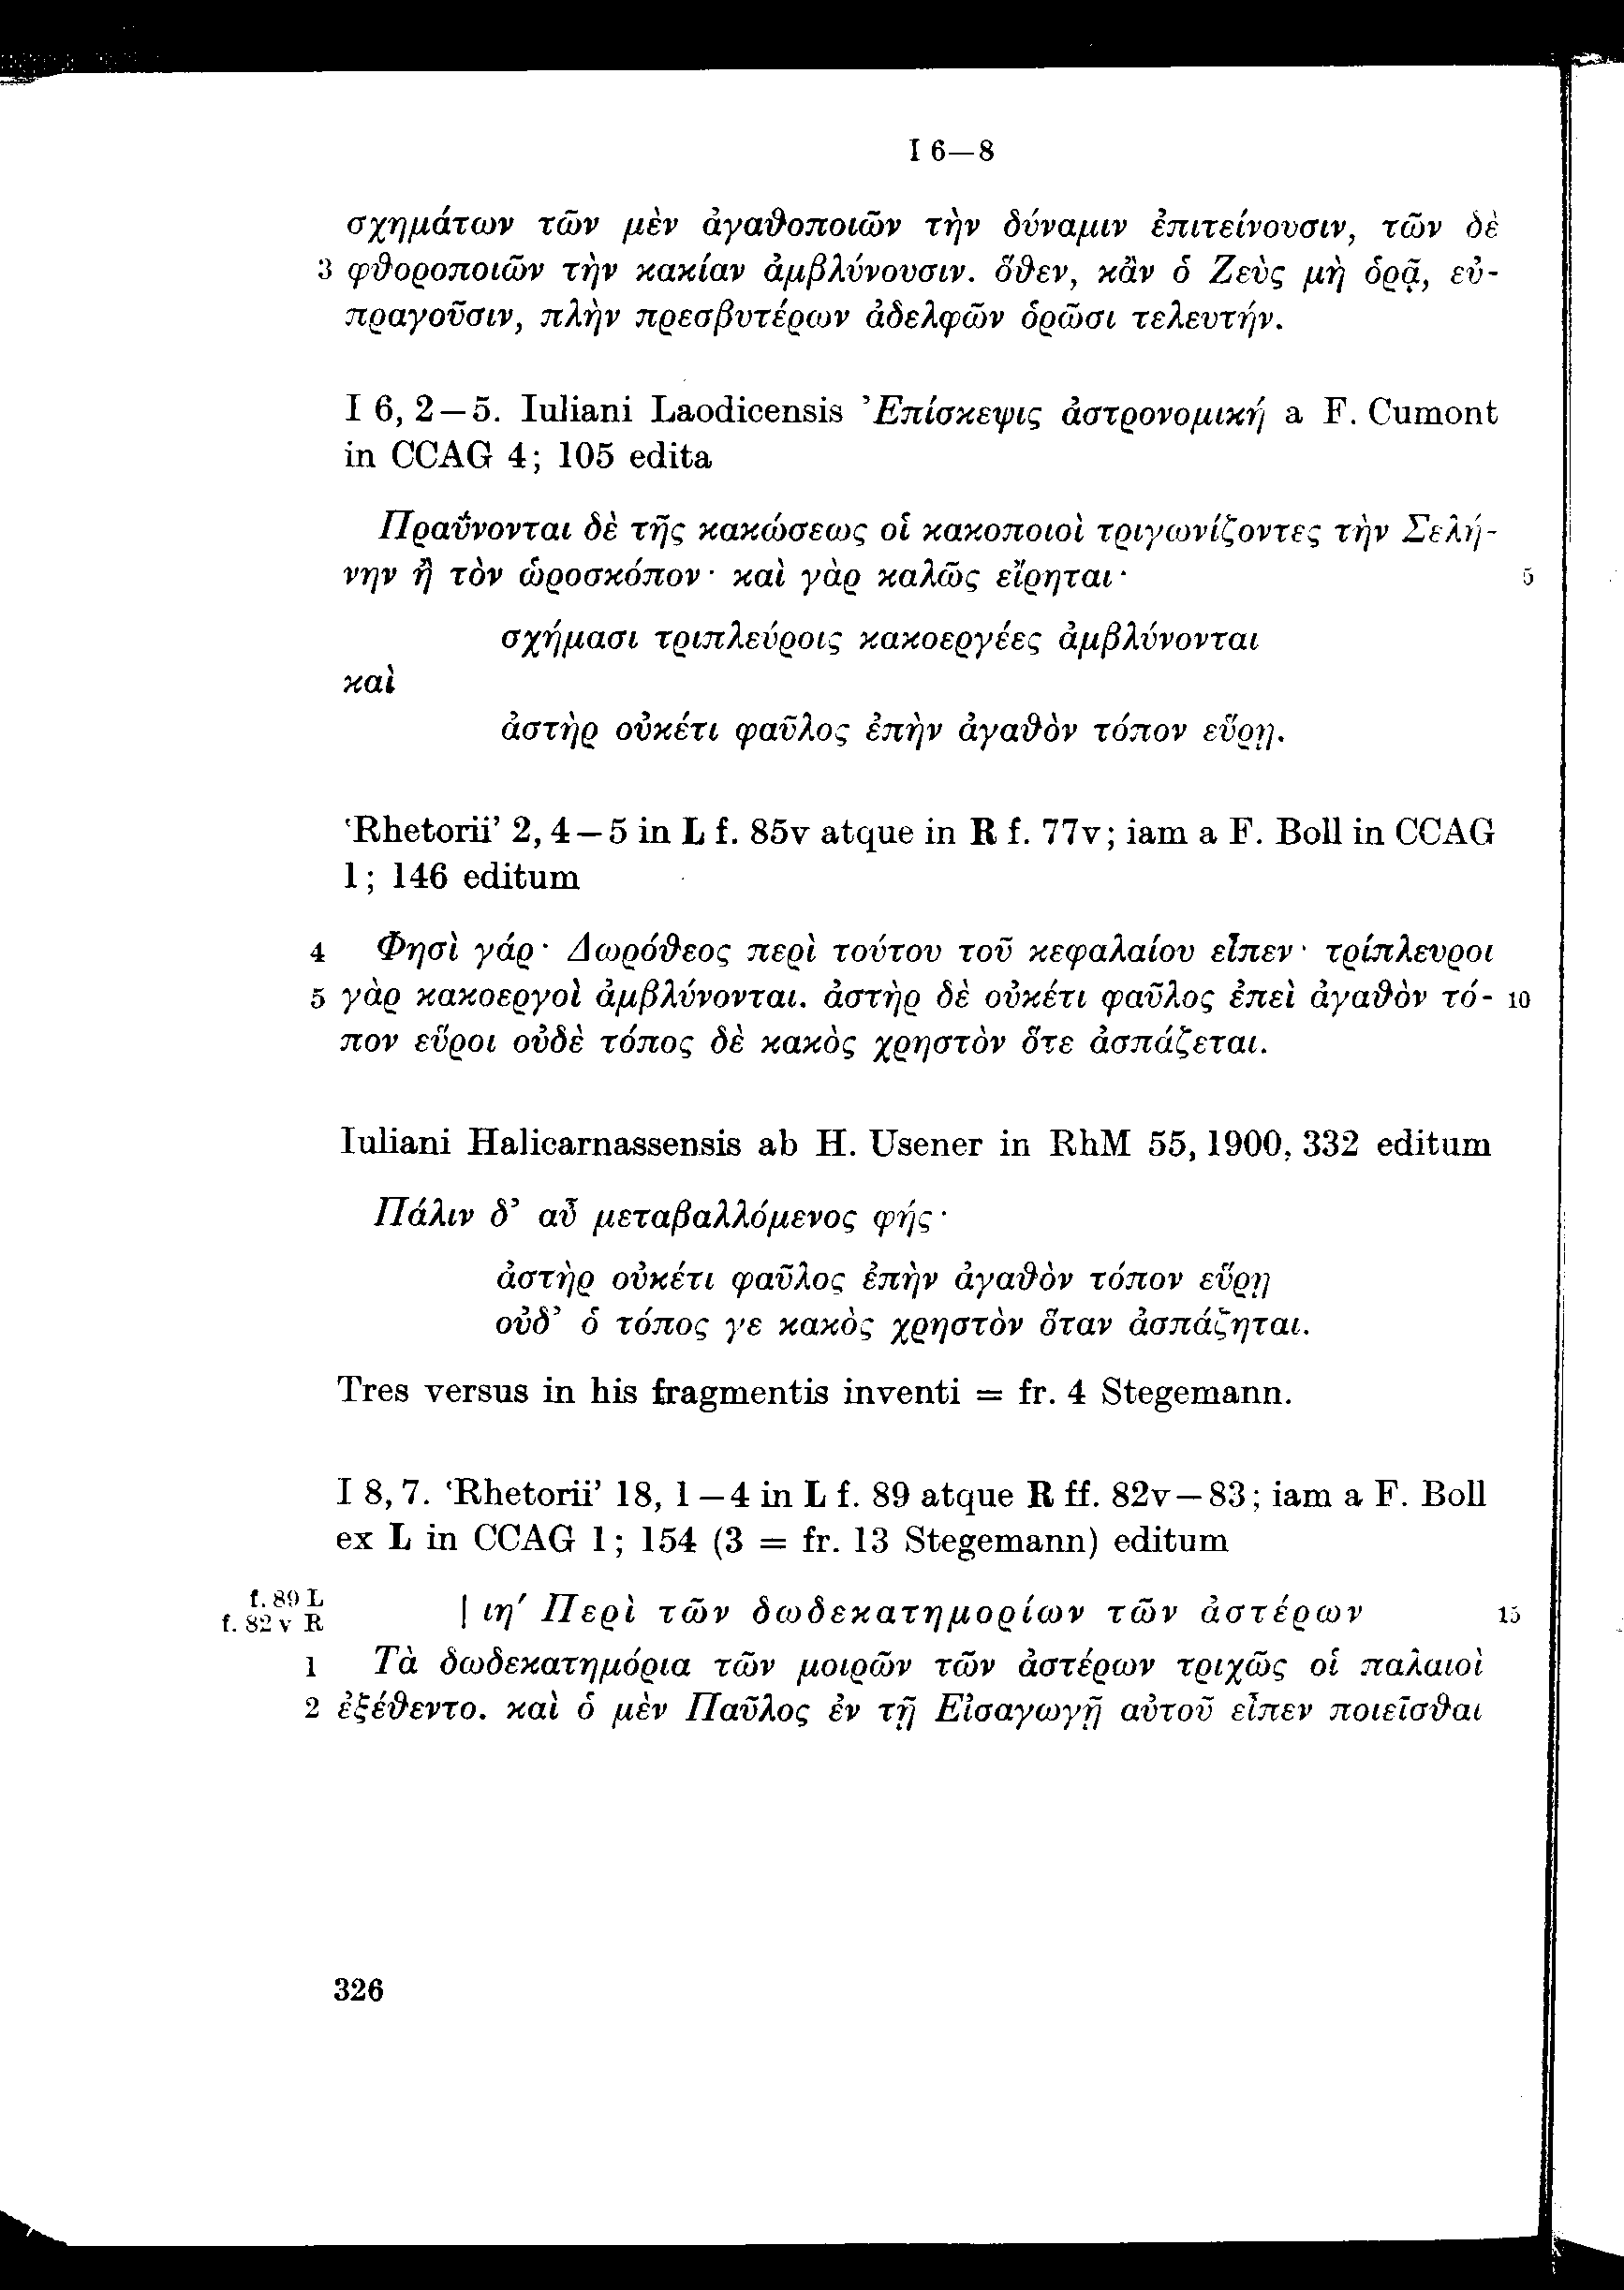 I 6—8
σχημάτων τῶν μὲν ἀγαθοποιῶν τὴν δύναμιν ἐπιτείνουσιν, τῶν δὲ
3 φθοροποιῶν τὴν κακίαν ἀμβλύνουσιν. ὅθεν, κἂν ὁ Ζεὺς μὴ ὁρᾷ, εὐ-
πραγοῦσιν, πλὴν πρεσβυτέρων ἀδελφῶν ὁρῶσι τελευτήν.
I 6, 2—5. Iuliani Laodicensis Ἐπίσκεψις ἀστρονομική a F. Cumont
in CCAG 4; 105 edita
Πραΰνονται δὲ τῆς κακώσεως οἱ κακοποιοὶ τριγωνίζοντες τὴν Σελή-
νην ἢ τὸν ὡροσκόπον· καὶ γὰρ καλῶς εἴρηται· 5
σχήμασι τριπλεύροις κακοεργέες ἀμβλύνονται
καὶ
ἀστὴρ οὐκέτι φαῦλος ἐπὴν ἀγαθὸν τόπον εὕρῃ.
‘Rhetorii’ 2, 4—5 in L f. 85v atque in R f. 77v; iam a F. Boll in CCAG
1; 146 editum
4 Φησὶ γάρ· Δωρόθεος περὶ τούτου τοῦ κεφαλαίου εἶπεν· τρίπλευροι
5 γὰρ κακοεργοὶ ἀμβλύνονται. ἀστὴρ δὲ οὐκέτι φαῦλος ἐπεὶ ἀγαθὸν τό- 10
πον εὕροι οὐδὲ τόπος δὲ κακὸς χρηστὸν ὅτε ἀσπάζεται.
Iuliani Halicarnassensis ab H. Usener in RhM 55, 1900, 332 editum
Πάλιν δ’ αὖ μεταβαλλόμενος φής·
ἀστὴρ οὐκέτι φαῦλος ἐπὴν ἀγαθὸν τόπον εὕρῃ
οὐδ’ ὁ τόπος γε κακὸς χρηστὸν ὅταν ἀσπάζηται.
Tres versus in his fragmentis inventi = fr. 4 Stegemann.
I 8, 7. ‘Rhetorii’ 18, 1—4 in L f. 89 atque R ff. 82v—83; iam a F. Boll
ex L in CCAG 1; 154 (3 = fr. 13 Stegemann) editum
f. 89 L
f. 82 v R | ιη′ Περὶ τῶν δωδεκατημορίων τῶν ἀστέρων 15
1 Τὰ δωδεκατημόρια τῶν μοιρῶν τῶν ἀστέρων τριχῶς οἱ παλαιοὶ
2 ἐξέθεντο. καὶ ὁ μὲν Παῦλος ἐν τῇ Εἰσαγωγῇ αὐτοῦ εἶπεν ποιεῖσθαι
326